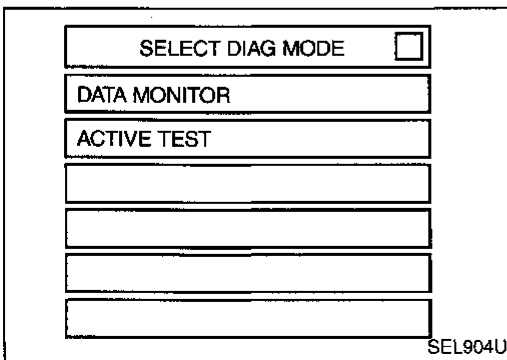 SELECT DIAG MODE
DATA MONITOR
ACTIVE TEST
SEL904U